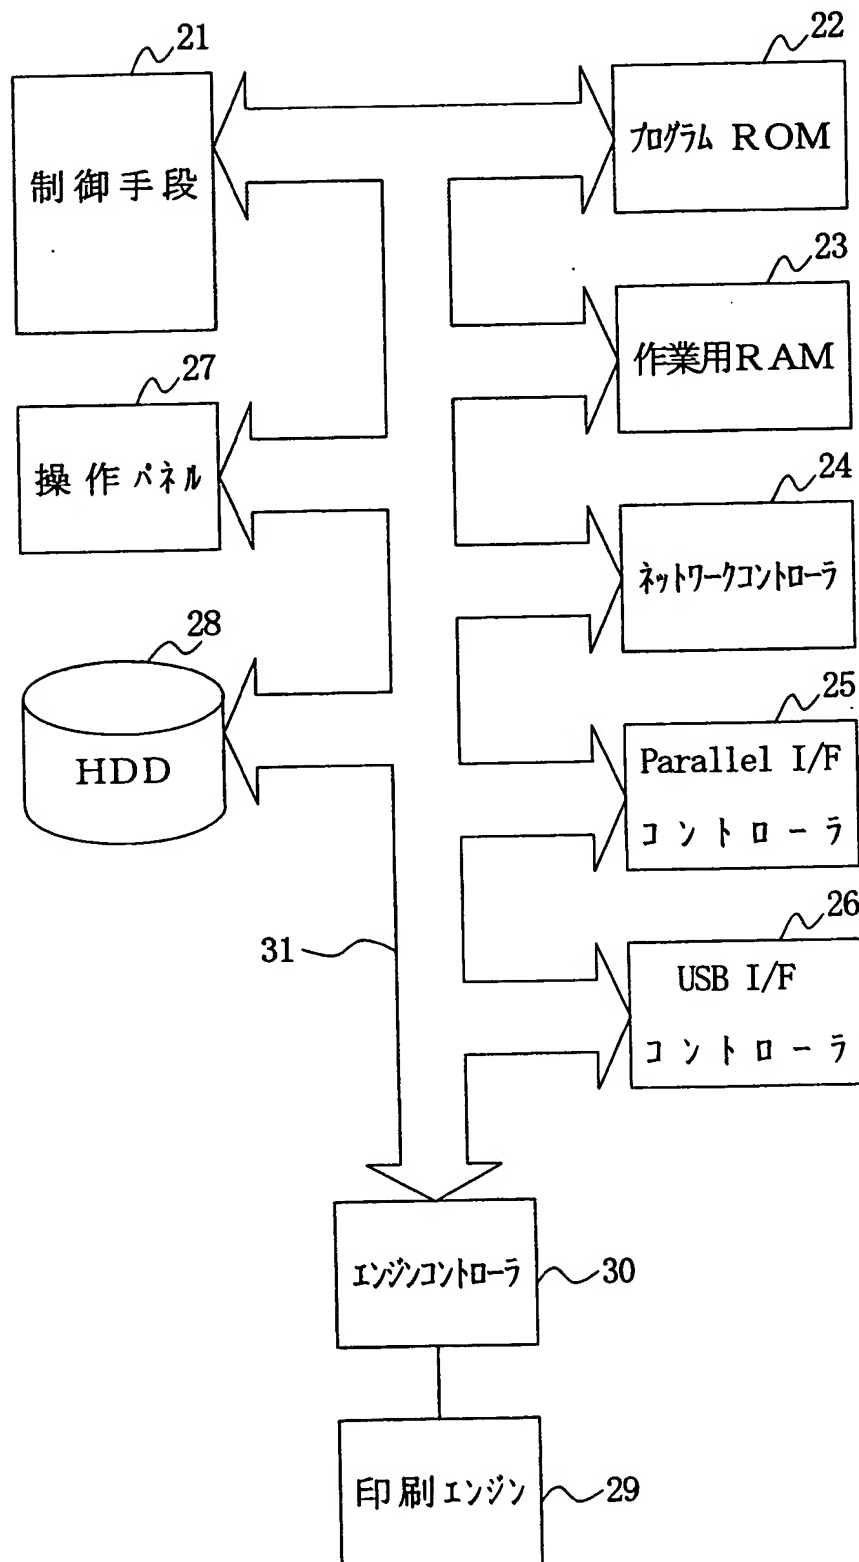 21
制御手段
22
プログラム ROM
23
作業用RAM
27
操作パネル
24
ネットワークコントローラ
28
HDD
25
Parallel I/F
コントローラ
26
USB I/F
コントローラ
31
エンジンコントローラ
30
印刷エンジン
29